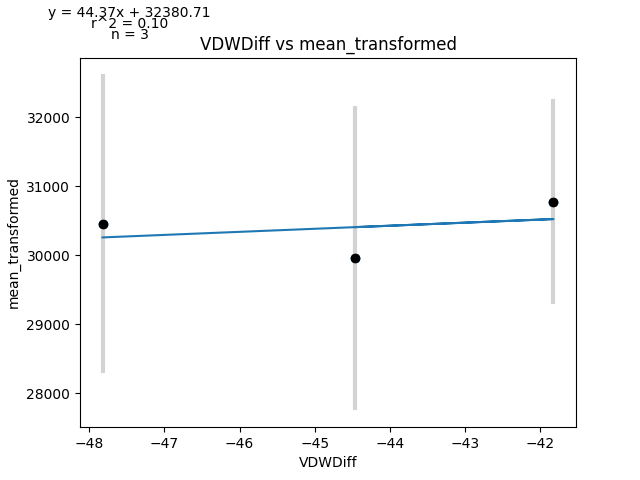 y = 44.37x + 32380.71
r^2 = 0.10
n = 3
VDWDiff vs mean_transformed
mean_transformed
32000
31000
30000
29000
28000
−48
−47
−46
−45
−44
−43
−42
VDWDiff